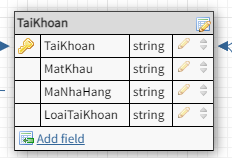 TaiKhoan
TaiKhoan string
MatKhau string
MaNhaHang string
LoaiTaiKhoan string
Add field